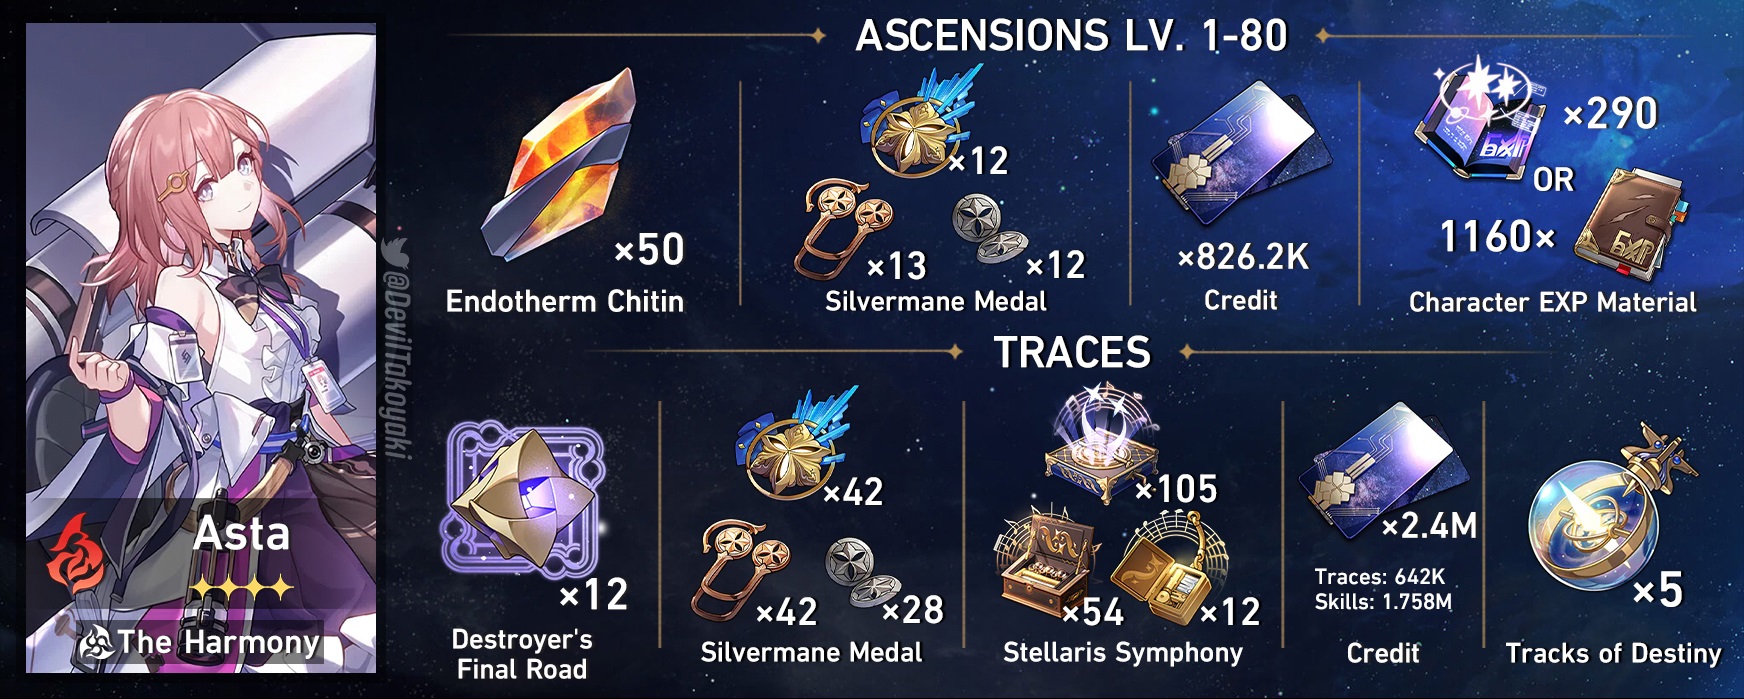 ASCENSIONS LV. 1-80
×50
Endotherm Chitin
×12
×13
×12
Silvermane Medal
×826.2K
Credit
×290
OR
1160×
EXP
Character EXP Material
@DevilTakoyaki
TRACES
Asta
The Harmony
×12
Destroyer's
Final Road
×42
×42
×28
Silvermane Medal
×105
×54
×12
Stellaris Symphony
×2.4M
Traces: 642K
Skills: 1.758M
Credit
×5
Tracks of Destiny